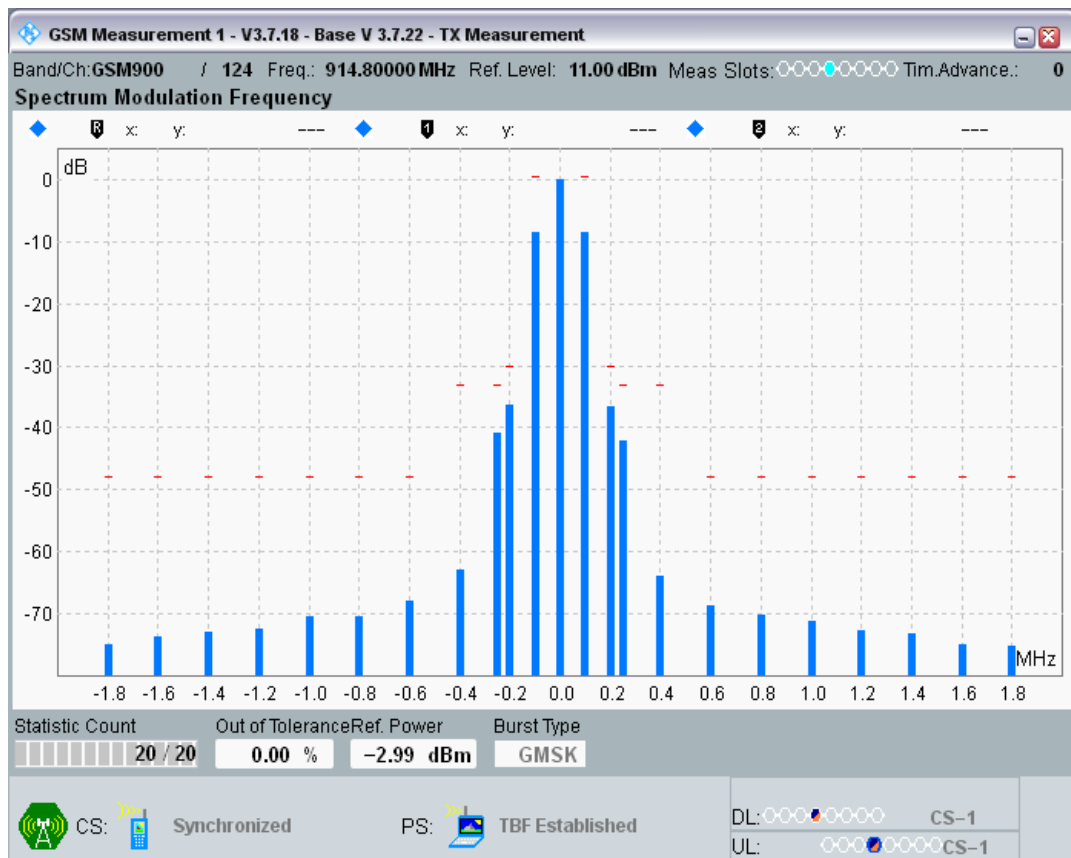 GSM Measurement 1 - V3.7.18 - Base V 3.7.22 - TX Measurement
Band/Ch:GSM900 / 124 Freq.: 914.80000 MHz Ref. Level: 11.00 dBm Meas Slots: Tim.Advance.: 0
Spectrum Modulation Frequency
R x: y: --- 1 x: y: --- 2 x: y: ---
dB
0
-10
-20
-30
-40
-50
-60
-70
MHz
-1.8 -1.6 -1.4 -1.2 -1.0 -0.8 -0.6 -0.4 -0.2 0.0 0.2 0.4 0.6 0.8 1.0 1.2 1.4 1.6 1.8
Statistic Count Out of Tolerance Ref. Power Burst Type
20 / 20 0.00 % −2.99 dBm GMSK
CS: Synchronized PS: TBF Established
DL: CS−1
UL: CS−1